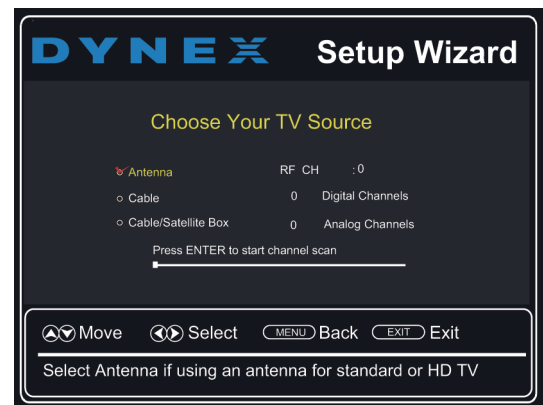 DYNEX Setup Wizard
Choose Your TV Source
Antenna RF CH :0
Cable 0 Digital Channels
Cable/Satellite Box 0 Analog Channels
Press ENTER to start channel scan
Move Select MENU Back EXIT Exit
Select Antenna if using an antenna for standard or HD TV